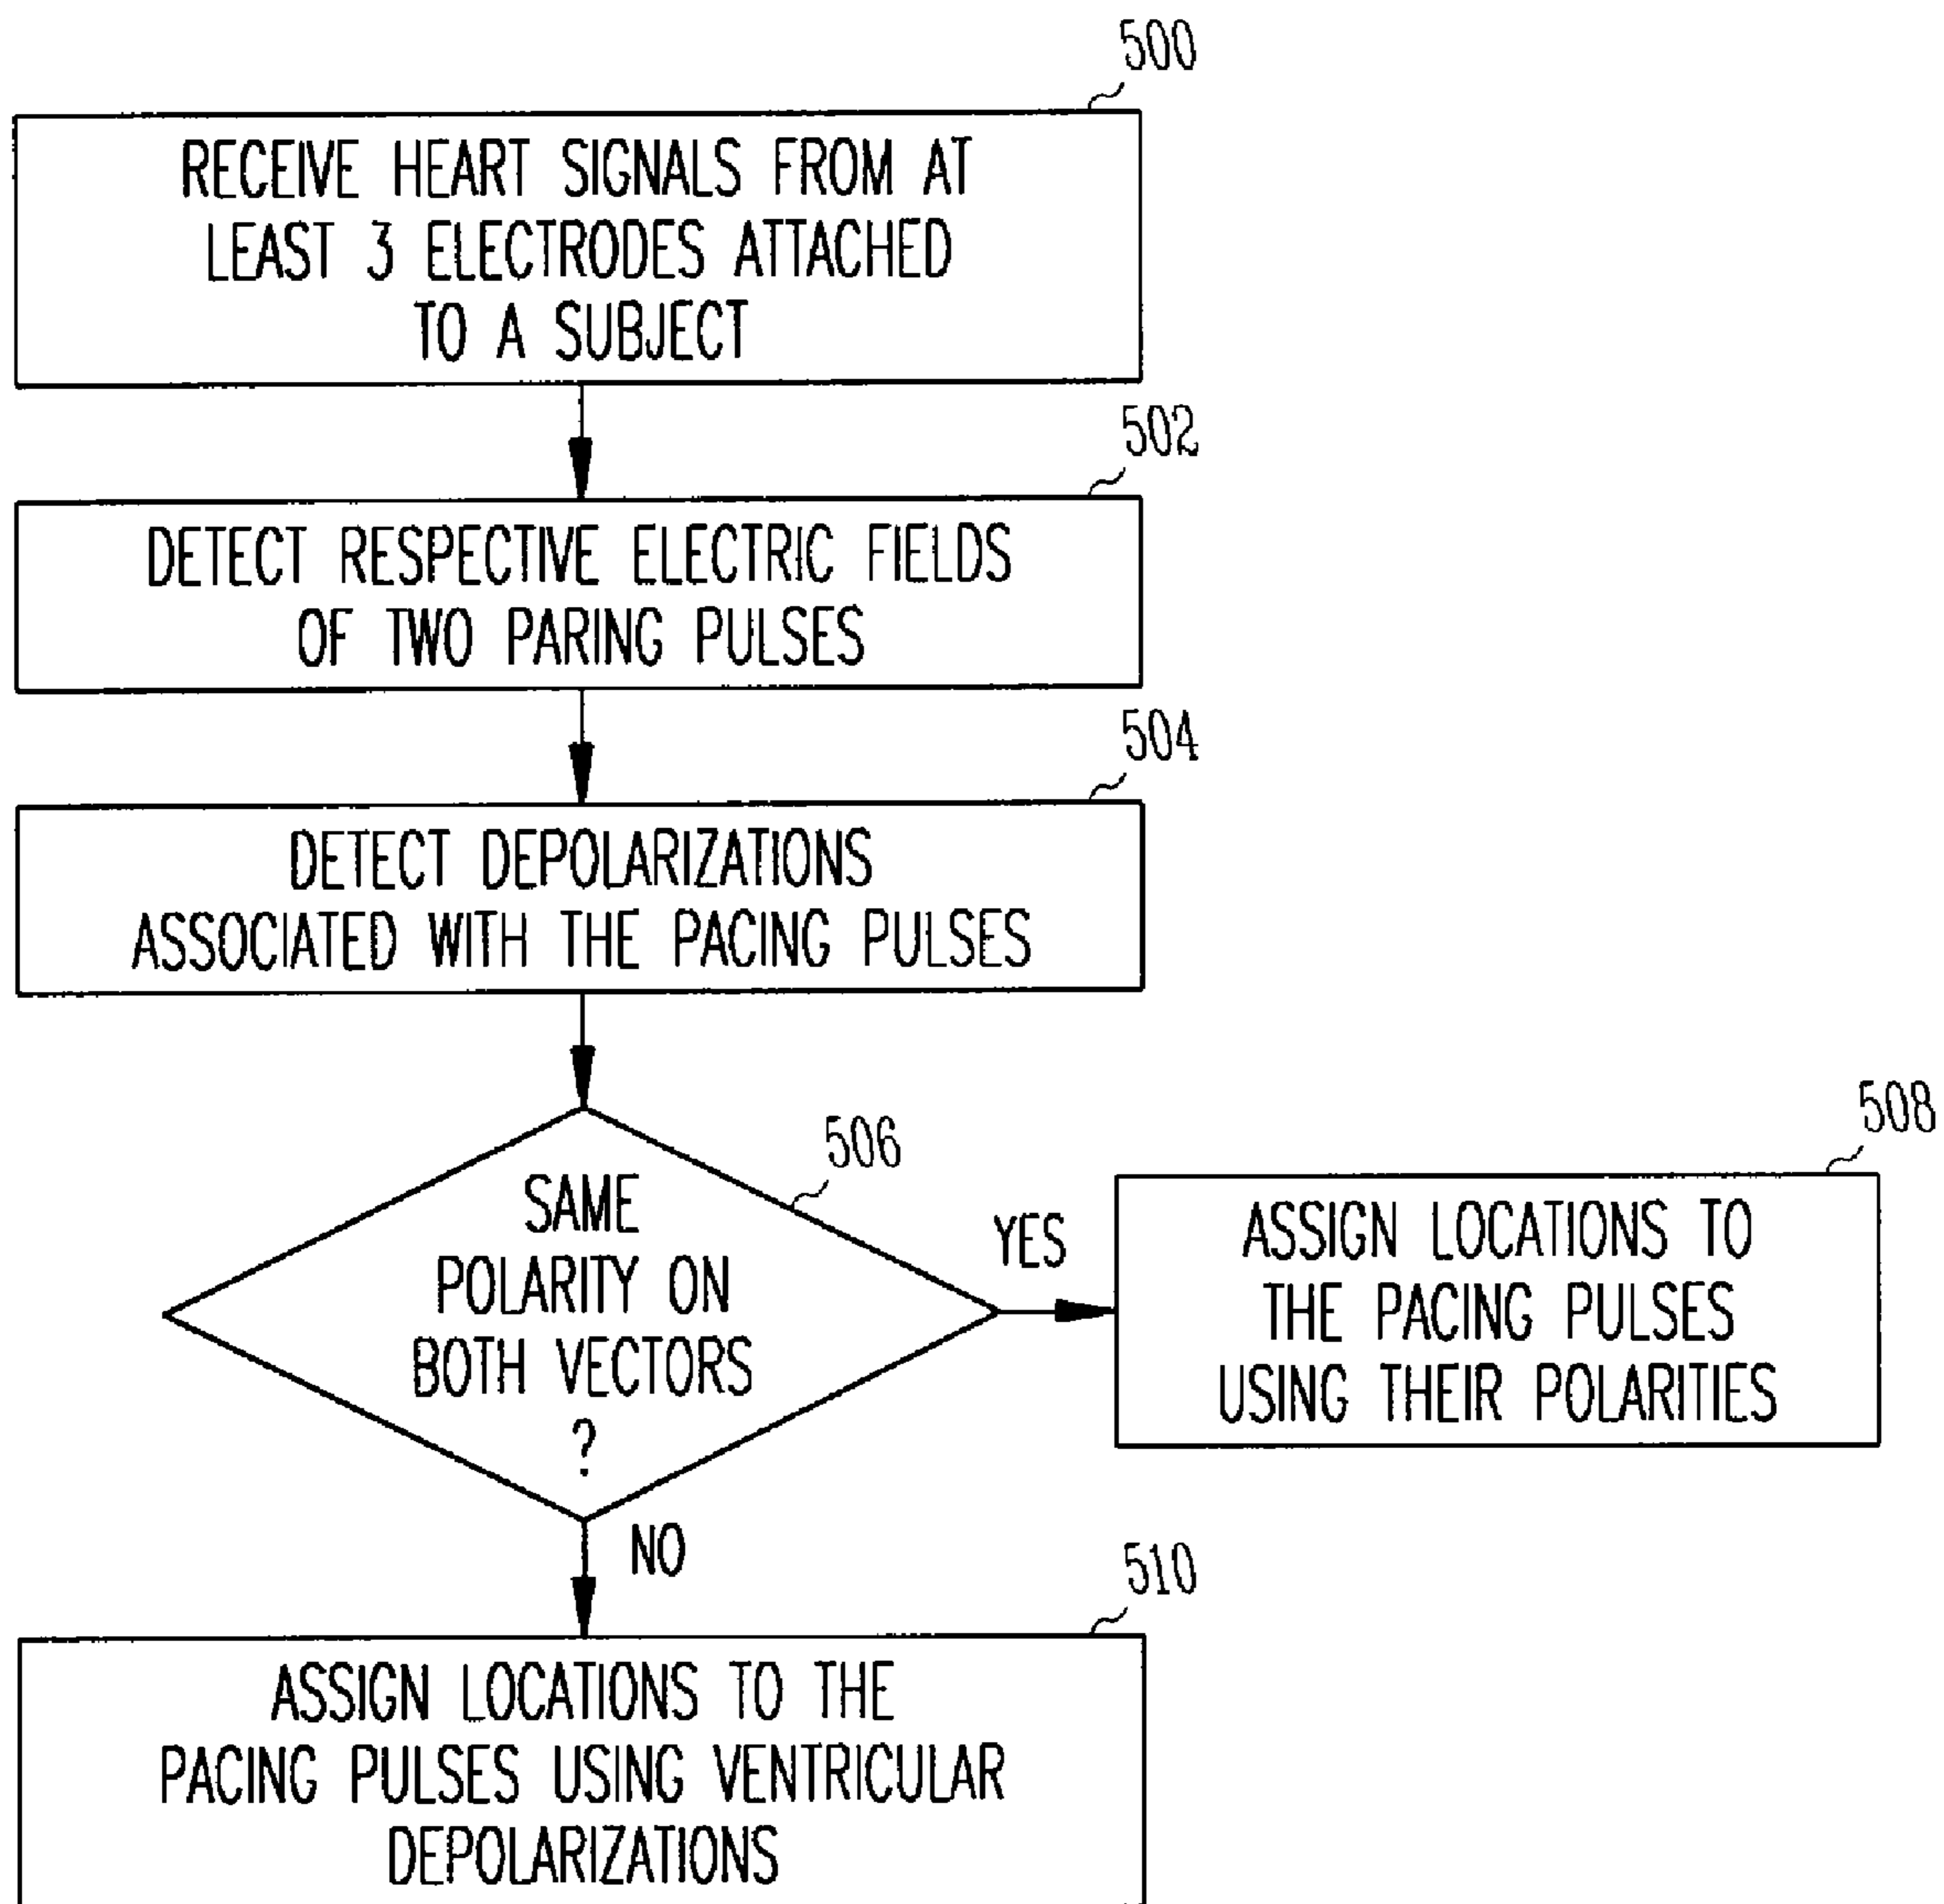 500
RECEIVE HEART SIGNALS FROM AT
LEAST 3 ELECTRODES ATTACHED
TO A SUBJECT
502
DETECT RESPECTIVE ELECTRIC FIELDS
OF TWO PARING PULSES
504
DETECT DEPOLARIZATIONS
ASSOCIATED WITH THE PACING PULSES
506
SAME
POLARITY ON
BOTH VECTORS
?
YES
508
ASSIGN LOCATIONS TO
THE PACING PULSES
USING THEIR POLARITIES
NO
510
ASSIGN LOCATIONS TO THE
PACING PULSES USING VENTRICULAR
DEPOLARIZATIONS